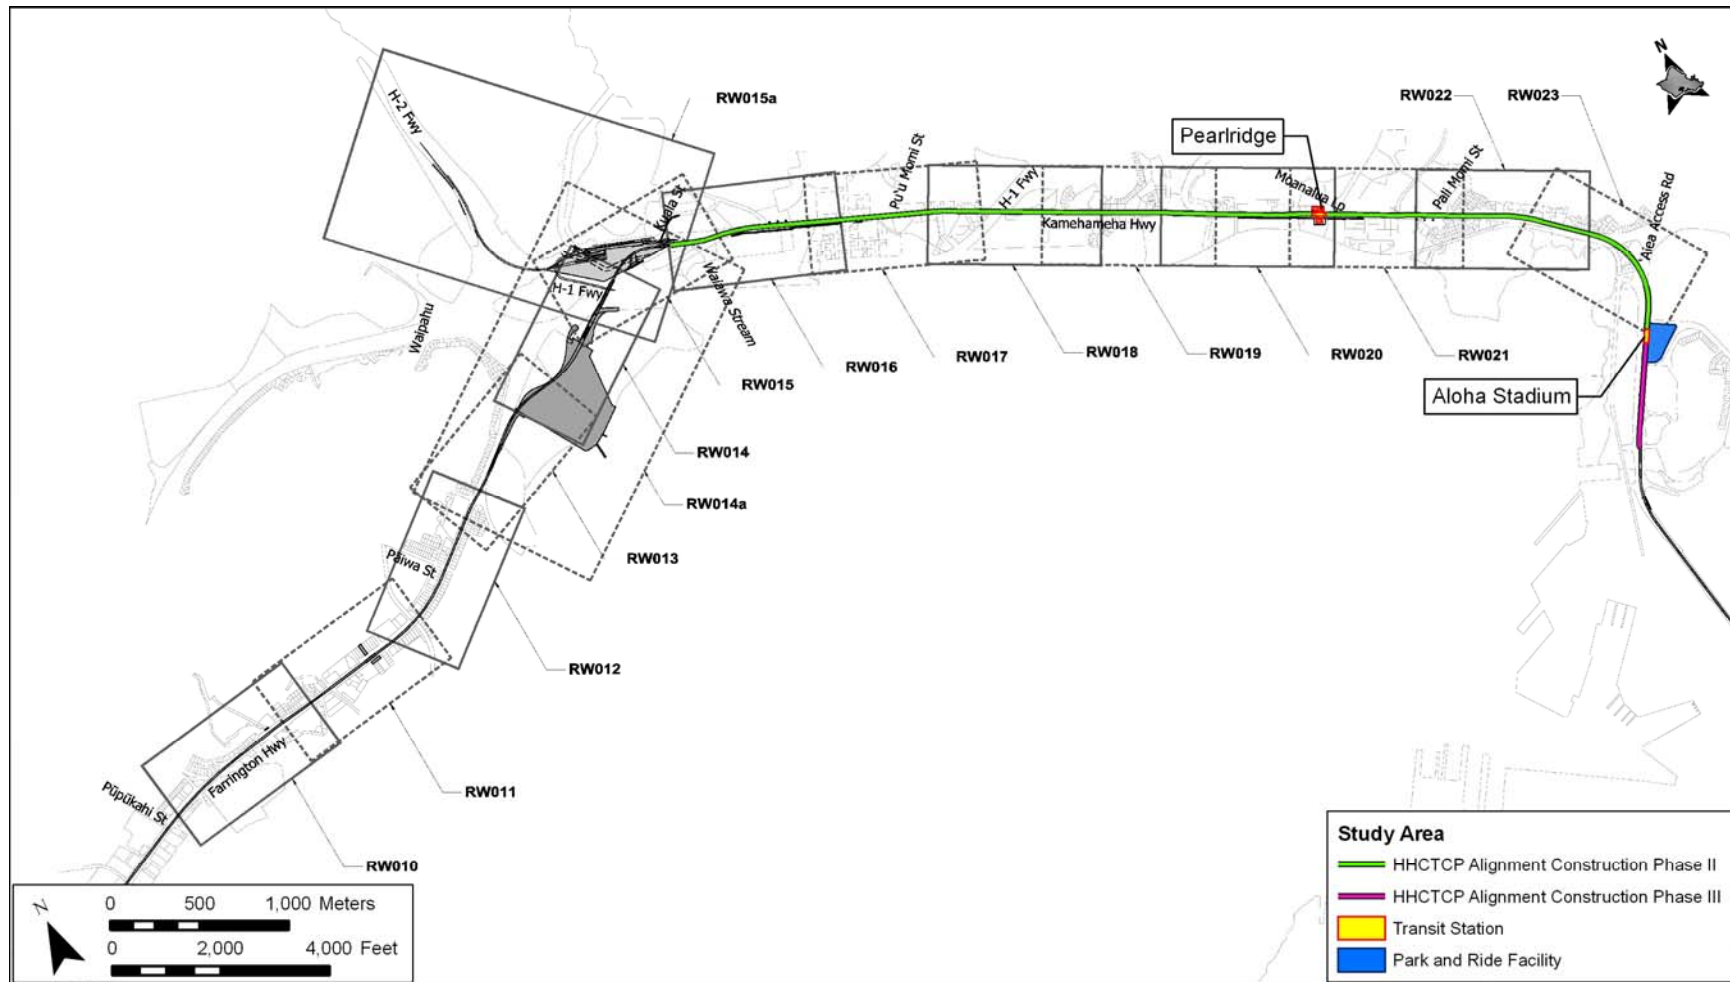 N
RW015a
RW022
RW023
H-2 Fwy
Pearlridge
Pu'u Momi St
H-1 Fwy
Moanalua Lp
Pali Momi St
Aiea Access Rd
Kuala St
Kamehameha Hwy
H-1 Fwy
Waiawa Stream
Waipahu
RW015
RW016
RW017
RW018
RW019
RW020
RW021
Aloha Stadium
RW014
RW014a
RW013
Paiwa St
RW012
Farrington Hwy
Pūpūkahi St
RW011
RW010
Study Area
HHCTCP Alignment Construction Phase II
HHCTCP Alignment Construction Phase III
Transit Station
Park and Ride Facility
N
0 500 1,000 Meters
0 2,000 4,000 Feet